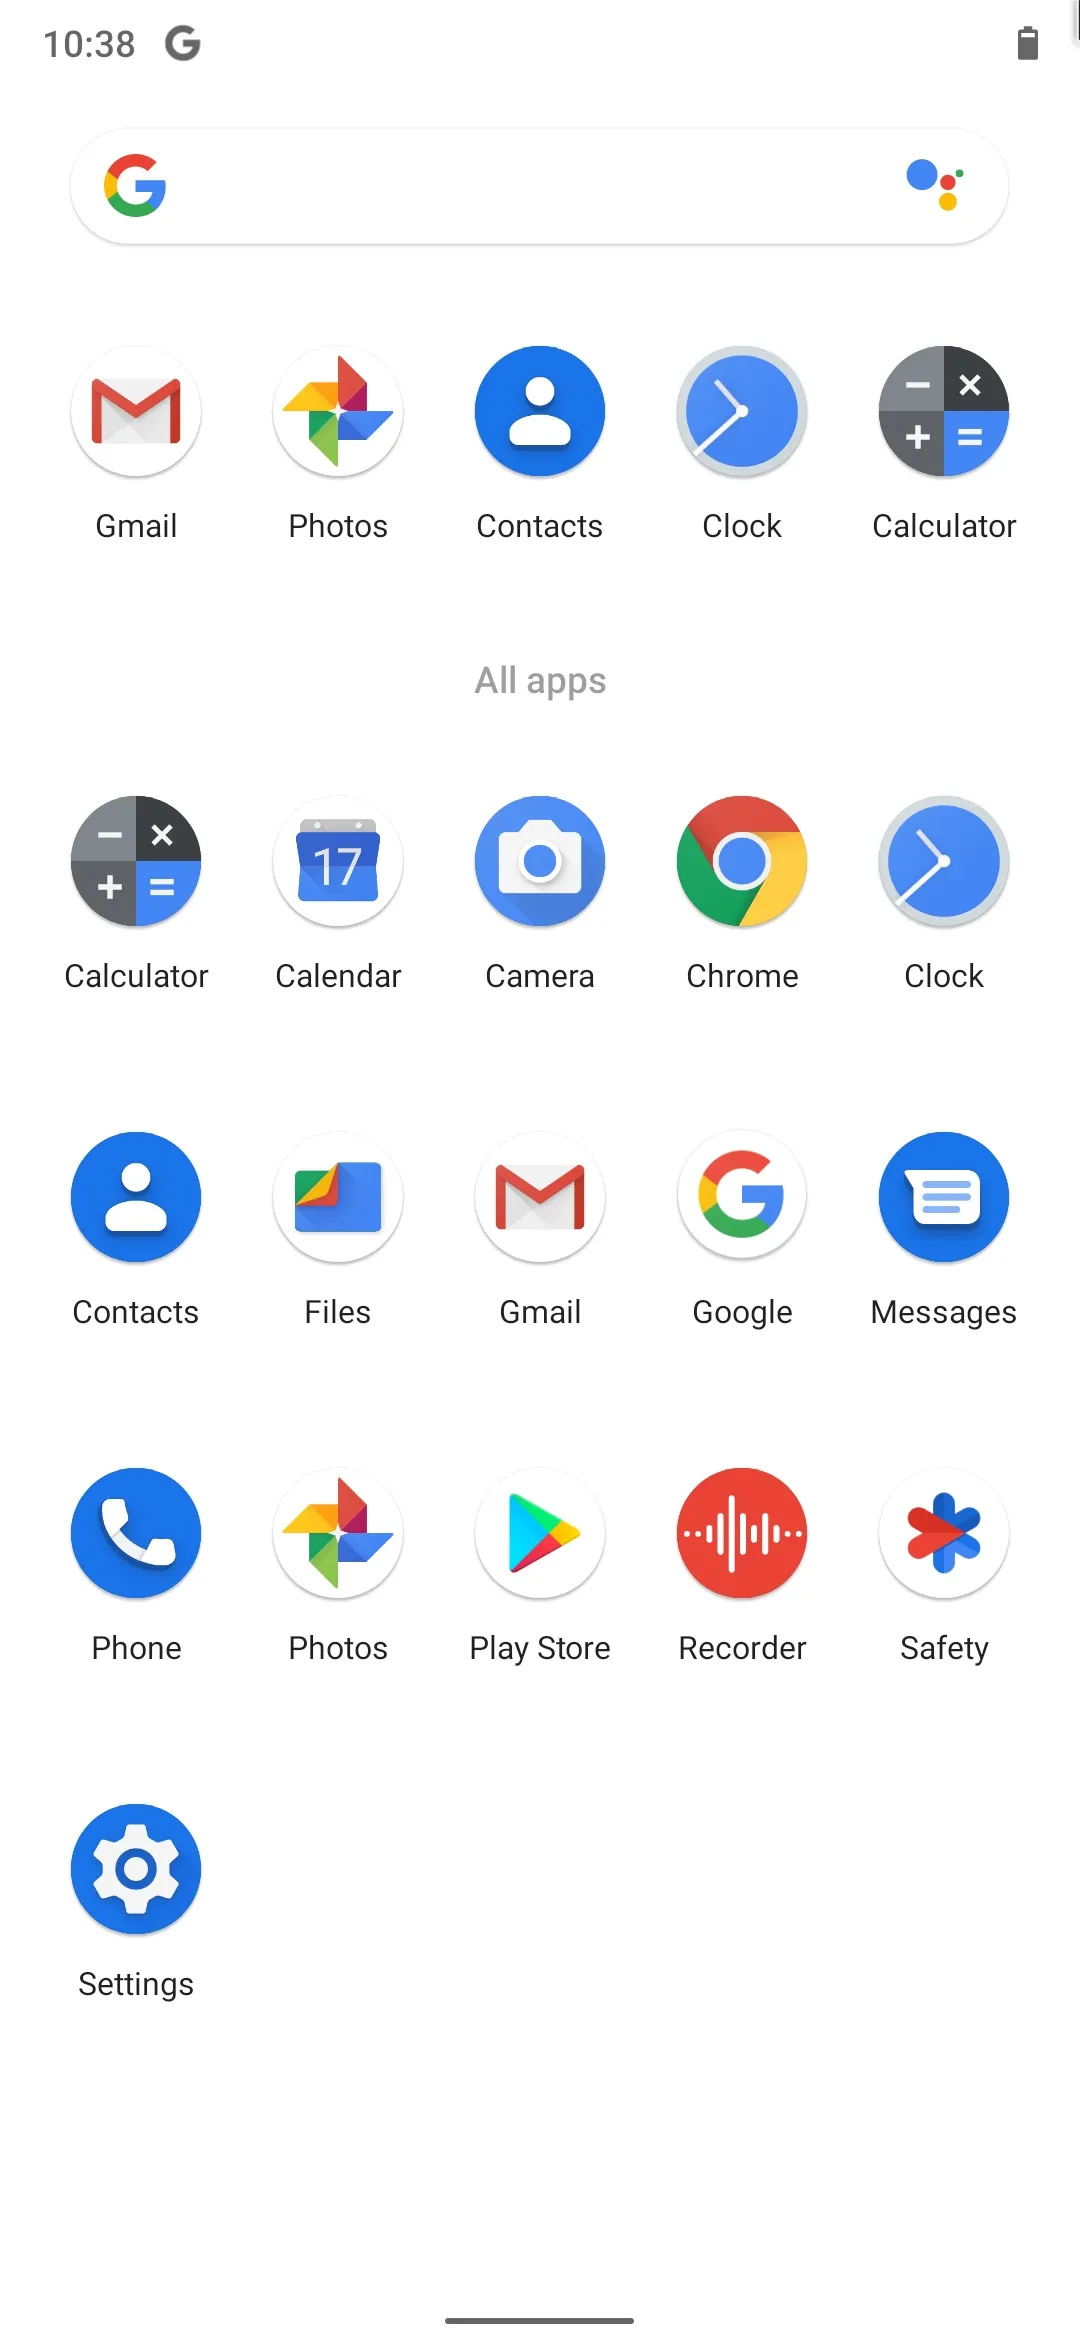 10:38
Gmail Photos Contacts Clock Calculator
All apps
17
Calculator Calendar Camera Chrome Clock
Contacts Files Gmail Google Messages
Phone Photos Play Store Recorder Safety
Settings